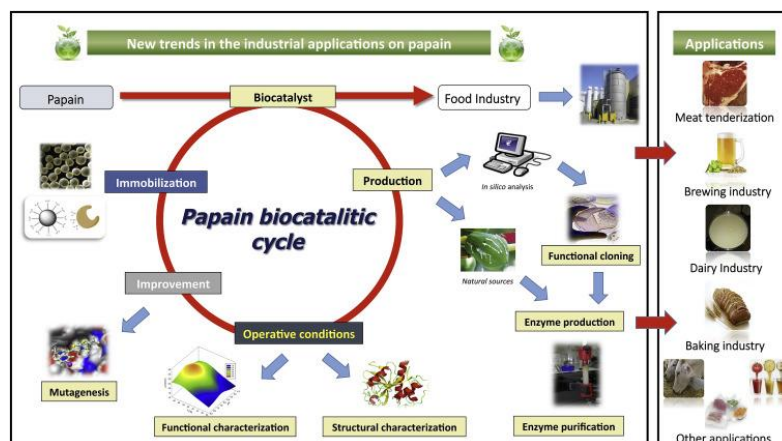 New trends in the industrial applications on papain
Papain
Biocatalyst
Food Industry
Immobilization
Production
In silico analysis
Papain biocatalitic
cycle
Functional cloning
Natural sources
Improvement
Operative conditions
Enzyme production
Mutagenesis
Functional characterization
Structural characterization
Enzyme purification
Applications
Meat tenderization
Brewing industry
Dairy Industry
Baking industry
Other applications